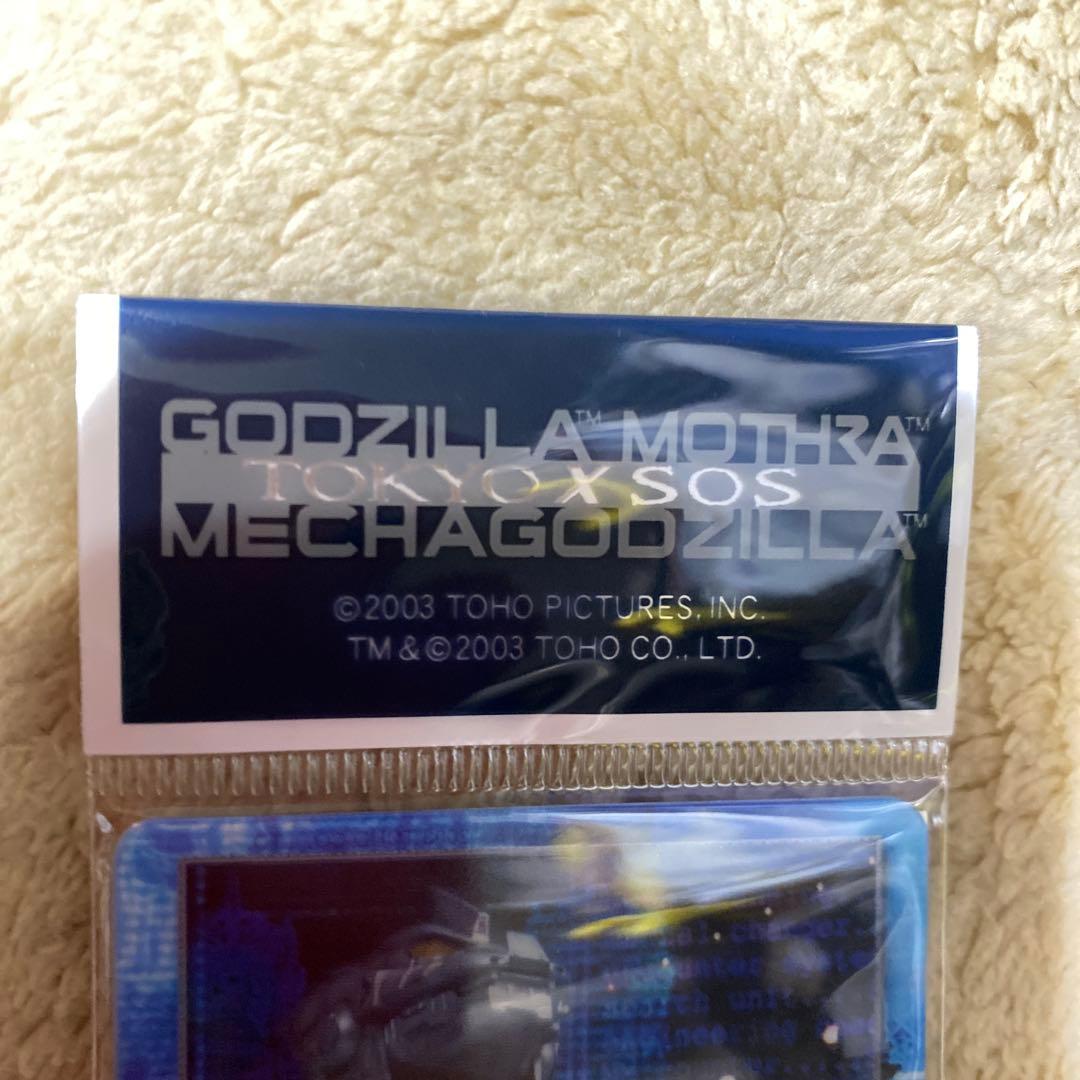 GODZILLA™ MOTHRA™
TOKYO X SOS
MECHAGODZILLA™
©2003 TOHO PICTURES, INC.
TM & ©2003 TOHO CO., LTD.